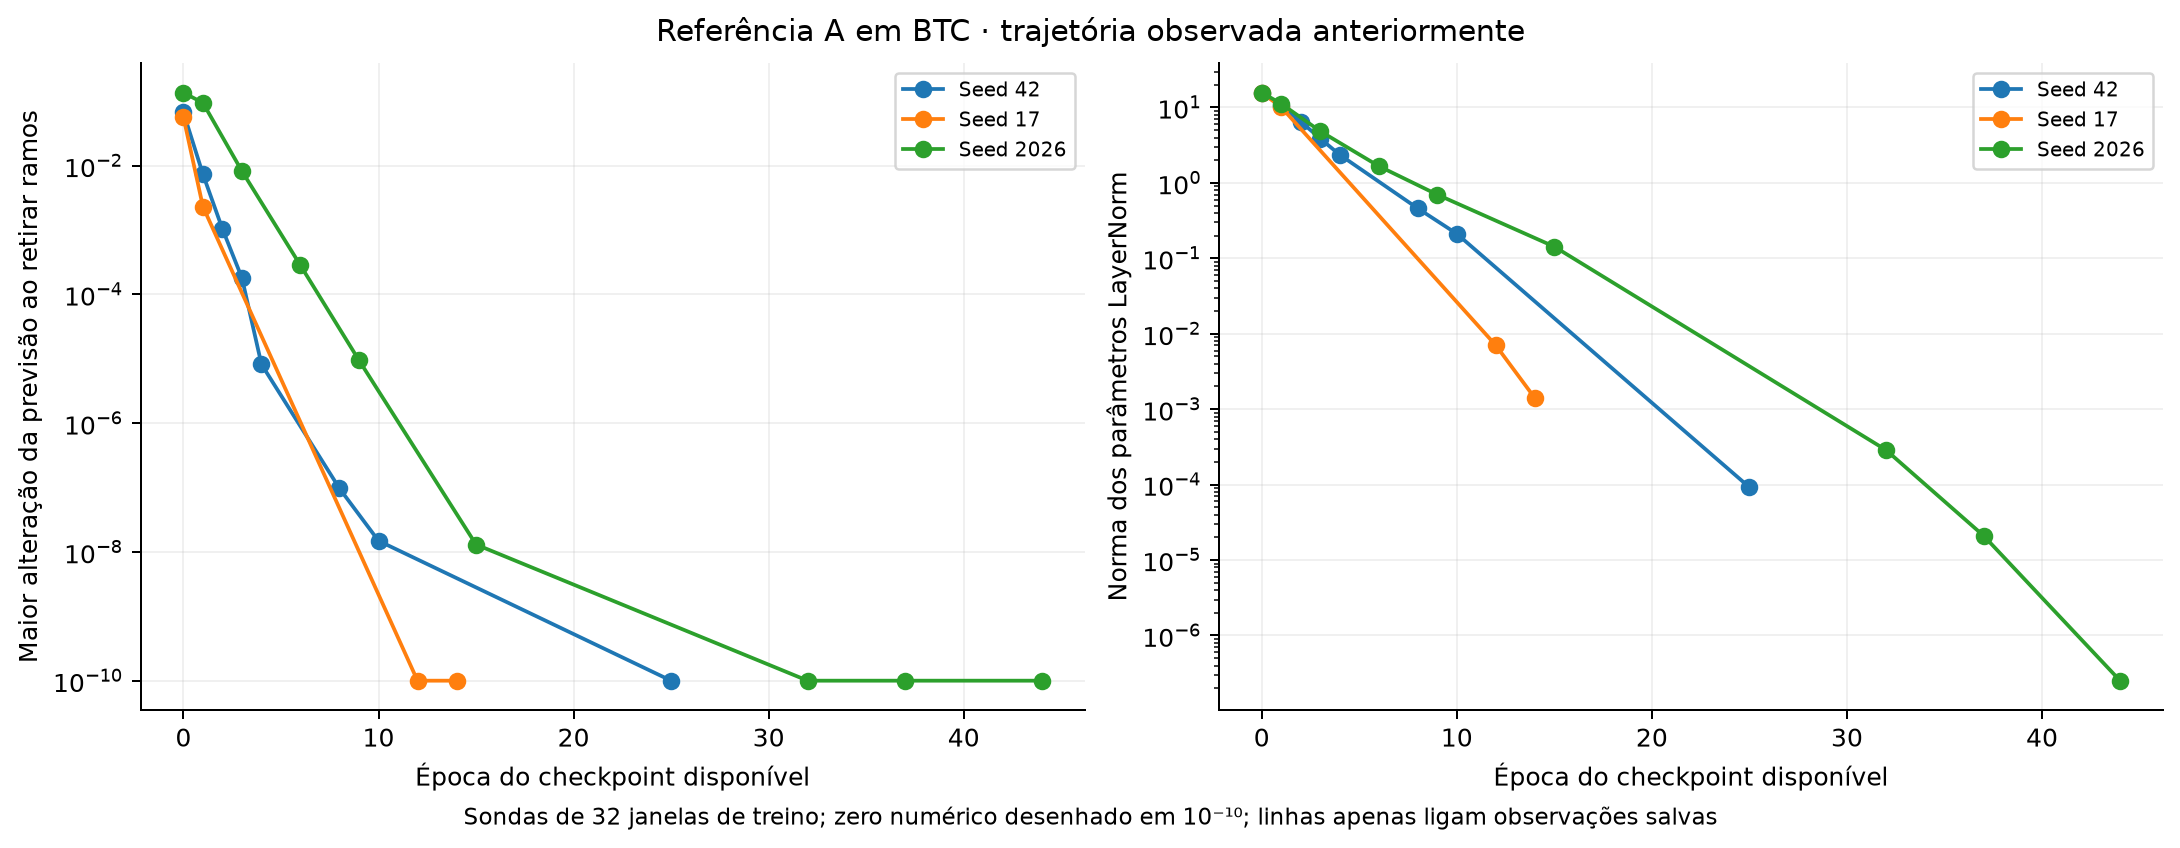 Referência A em BTC · trajetória observada anteriormente
Maior alteração da previsão ao retirar ramos
10⁻²
10⁻⁴
10⁻⁶
10⁻⁸
10⁻¹⁰
Seed 42
Seed 17
Seed 2026
0 10 20 30 40
Época do checkpoint disponível
Norma dos parâmetros LayerNorm
10¹
10⁰
10⁻¹
10⁻²
10⁻³
10⁻⁴
10⁻⁵
10⁻⁶
Seed 42
Seed 17
Seed 2026
0 10 20 30 40
Época do checkpoint disponível
Sondas de 32 janelas de treino; zero numérico desenhado em 10⁻¹⁰; linhas apenas ligam observações salvas